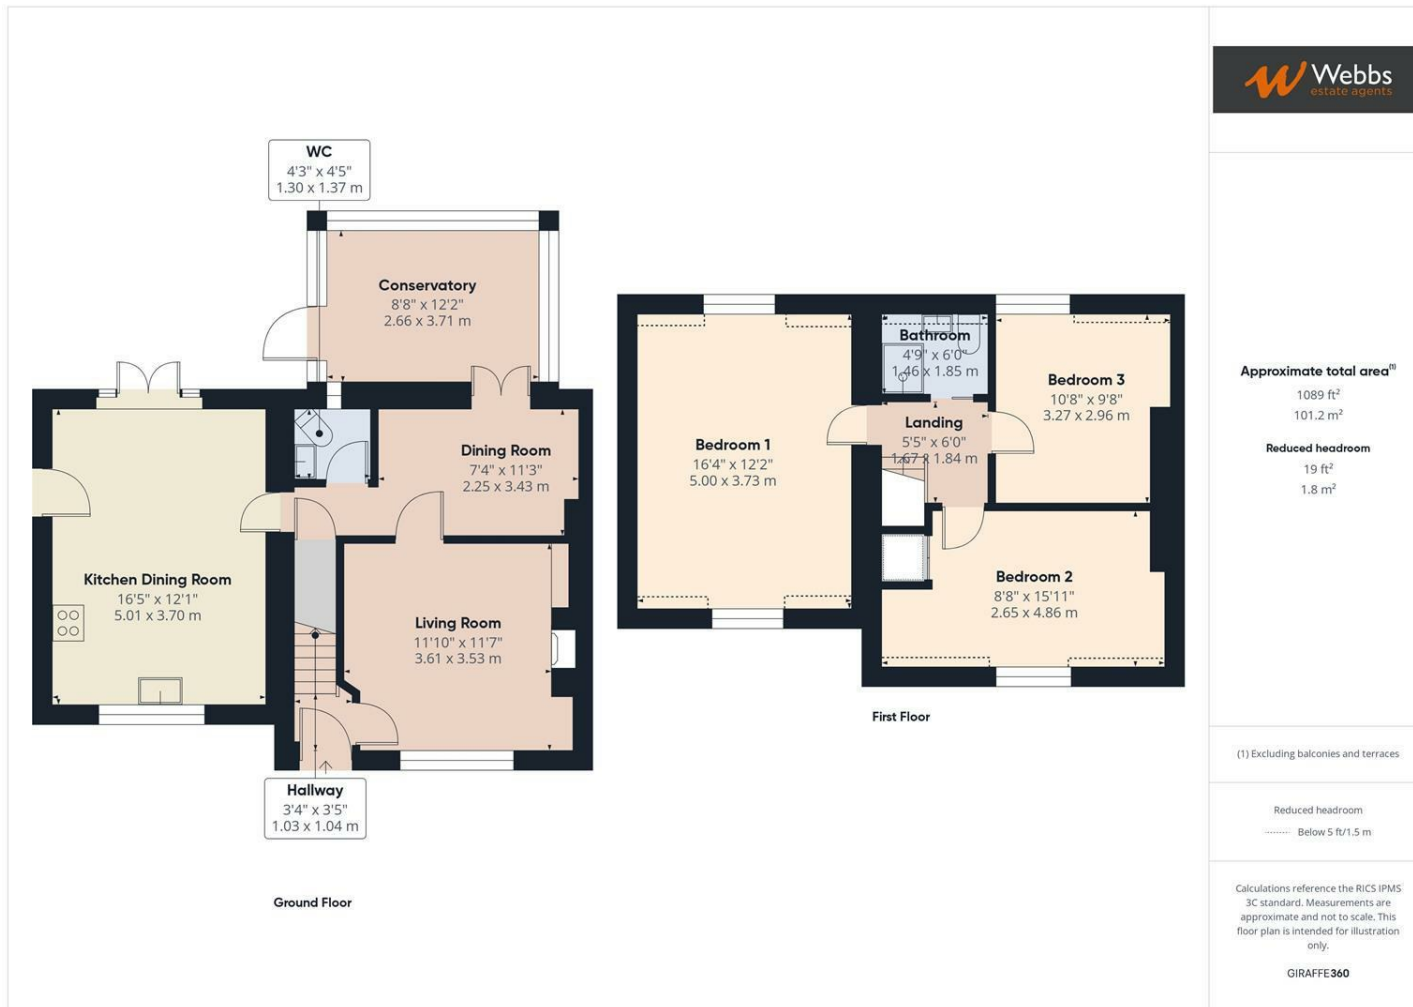 WC
4'3" x 4'5"
1.30 x 1.37 m
Conservatory
8'8" x 12'2"
2.66 x 3.71 m
Dining Room
7'4" x 11'3"
2.25 x 3.43 m
Kitchen Dining Room
16'5" x 12'1"
5.01 x 3.70 m
Living Room
11'10" x 11'7"
3.61 x 3.53 m
Hallway
3'4" x 3'5"
1.03 x 1.04 m
Ground Floor
Bedroom 1
16'4" x 12'2"
5.00 x 3.73 m
Bathroom
4'9" x 6'0"
1.46 x 1.85 m
Landing
5'5" x 6'0"
1.67 x 1.84 m
Bedroom 3
10'8" x 9'8"
3.27 x 2.96 m
Bedroom 2
8'8" x 15'11"
2.65 x 4.86 m
First Floor
Webbs
estate agents
Approximate total area⁽¹⁾
1089 ft²
101.2 m²
Reduced headroom
19 ft²
1.8 m²
(1) Excluding balconies and terraces
Reduced headroom
Below 5 ft/1.5 m
Calculations reference the RICS IPMS
3C standard. Measurements are
approximate and not to scale. This
floor plan is intended for illustration
only.
GIRAFFE360